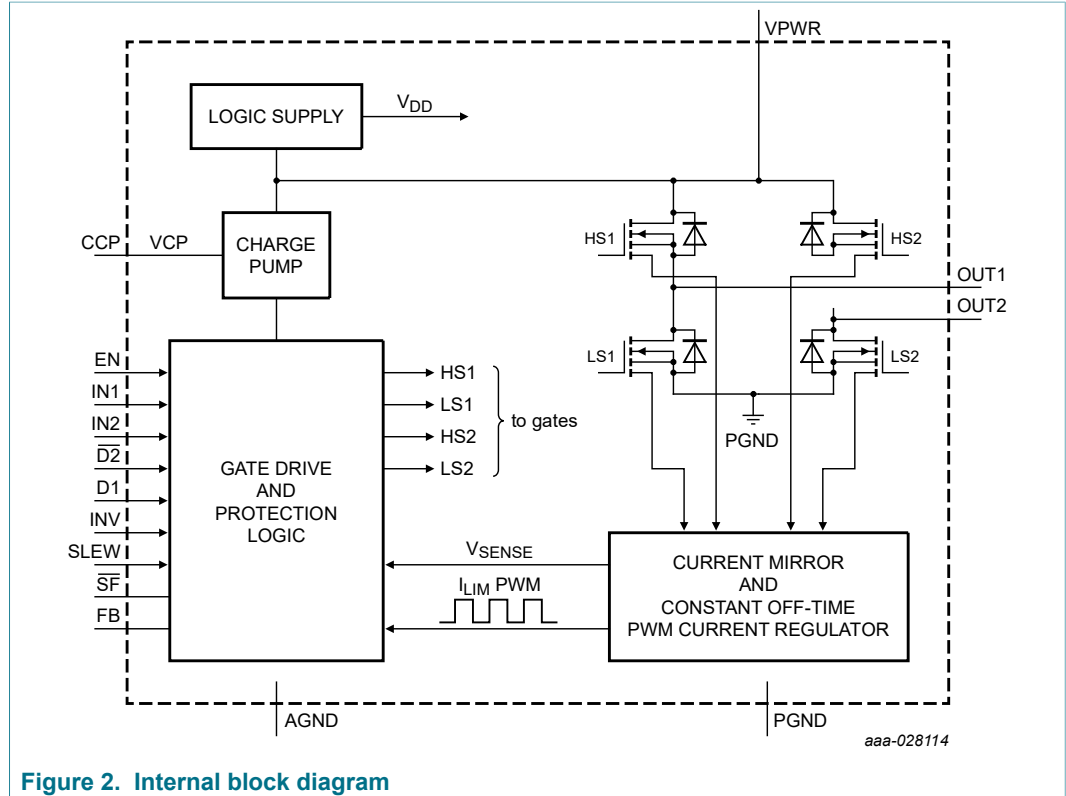 VPWR
LOGIC SUPPLY
VDD
CCP
VCP
CHARGE
PUMP
HS1
HS2
OUT1
OUT2
LS1
LS2
PGND
EN
IN1
IN2
D2
D1
INV
SLEW
SF
FB
GATE DRIVE
AND
PROTECTION
LOGIC
HS1
LS1
HS2
LS2
to gates
VSENSE
ILIM PWM
CURRENT MIRROR
AND
CONSTANT OFF-TIME
PWM CURRENT REGULATOR
AGND
PGND
aaa-028114
Figure 2. Internal block diagram